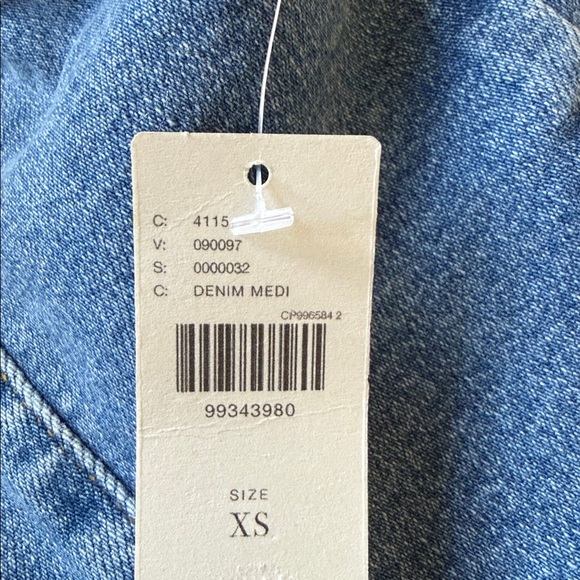 C: 4115
V: 090097
S: 0000032
C: DENIM MEDI
CP996584 2
99343980
SIZE
XS